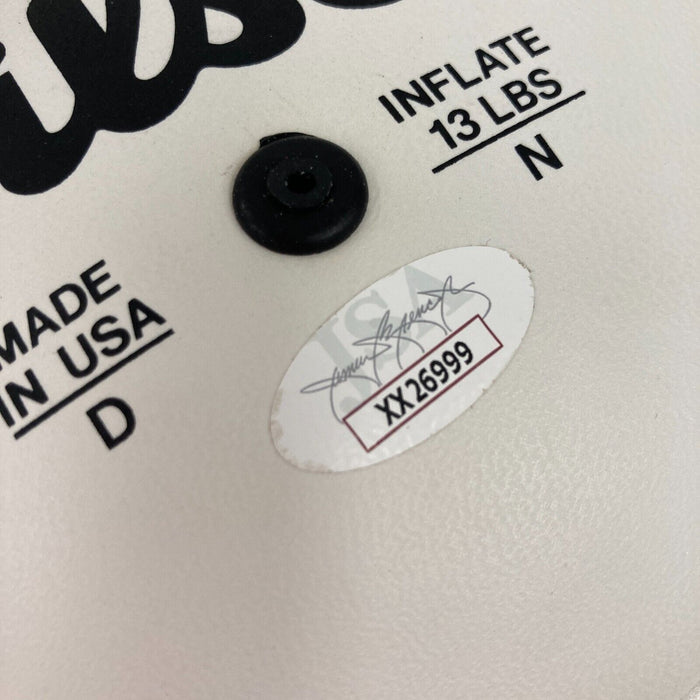 INFLATE
13 LBS
N
MADE
IN USA
D
JSA
XX26999